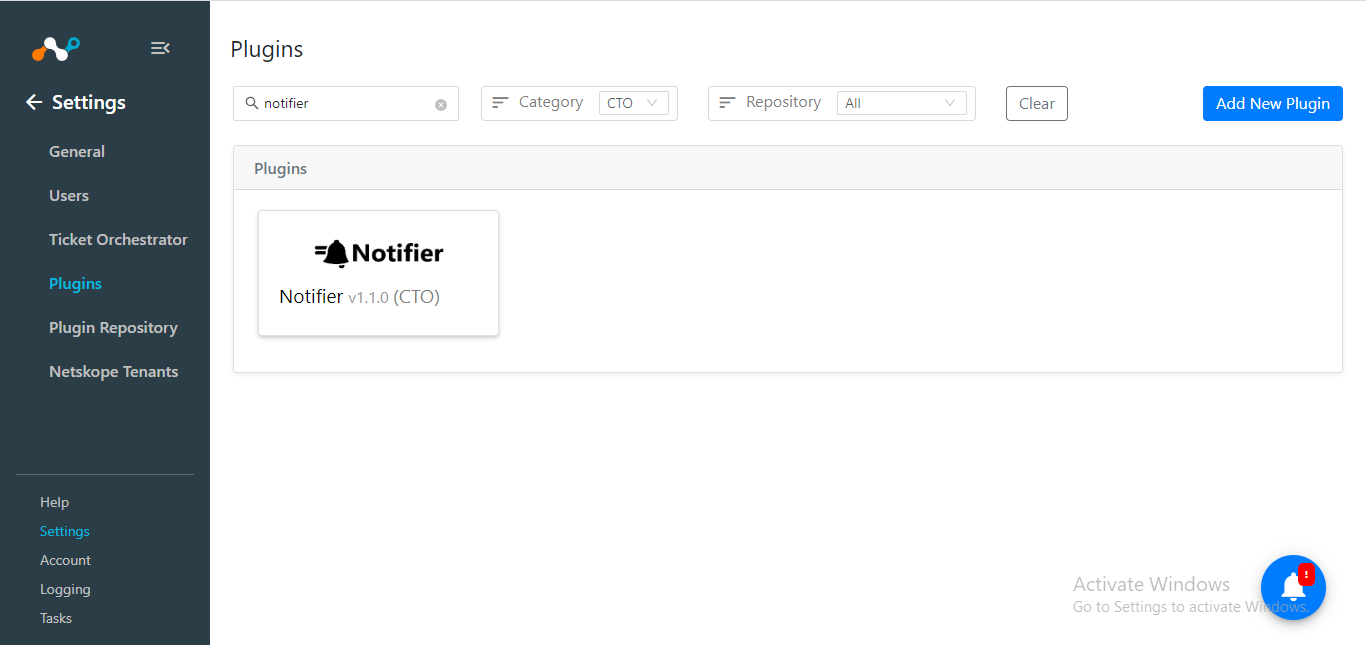 Settings
General
Users
Ticket Orchestrator
Plugins
Plugin Repository
Netskope Tenants
Help
Settings
Account
Logging
Tasks
Plugins
notifier
Category CTO
Repository All
Clear
Add New Plugin
Plugins
Notifier
Notifier v1.1.0 (CTO)
Activate Windows
Go to Settings to activate Windows.
!